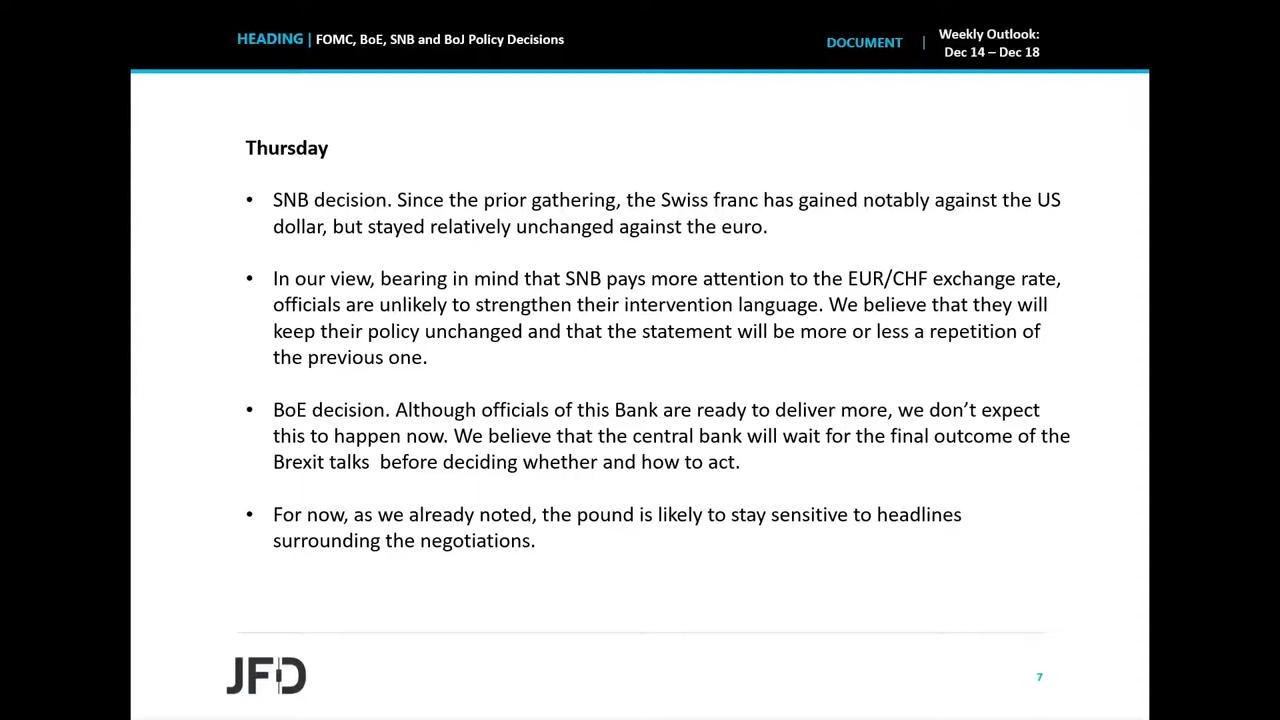 HEADING | FOMC, BoE, SNB and BoJ Policy Decisions
DOCUMENT | Weekly Outlook:
Dec 14 – Dec 18
Thursday
• SNB decision. Since the prior gathering, the Swiss franc has gained notably against the US
dollar, but stayed relatively unchanged against the euro.
• In our view, bearing in mind that SNB pays more attention to the EUR/CHF exchange rate,
officials are unlikely to strengthen their intervention language. We believe that they will
keep their policy unchanged and that the statement will be more or less a repetition of
the previous one.
• BoE decision. Although officials of this Bank are ready to deliver more, we don’t expect
this to happen now. We believe that the central bank will wait for the final outcome of the
Brexit talks  before deciding whether and how to act.
• For now, as we already noted, the pound is likely to stay sensitive to headlines
surrounding the negotiations.
JFD
7